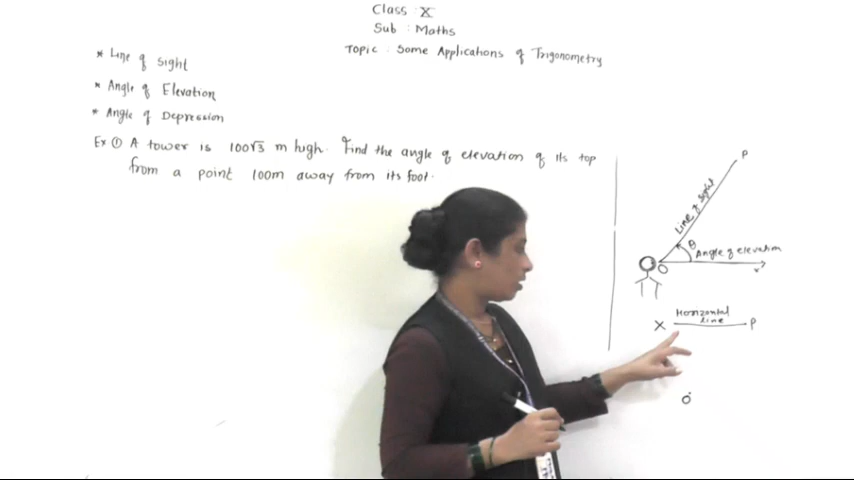 Class : X
Sub : Maths
Topic : Some Applications of Trigonometry
* Line of sight
* Angle of Elevation
* Angle of Depression
Ex ① A tower is 100√3 m high. Find the angle of elevation of its top
from a point 100m away from its foot.
P
Line of sight
θ
Angle of elevation
O
x
Horizontal
line
X
P
O